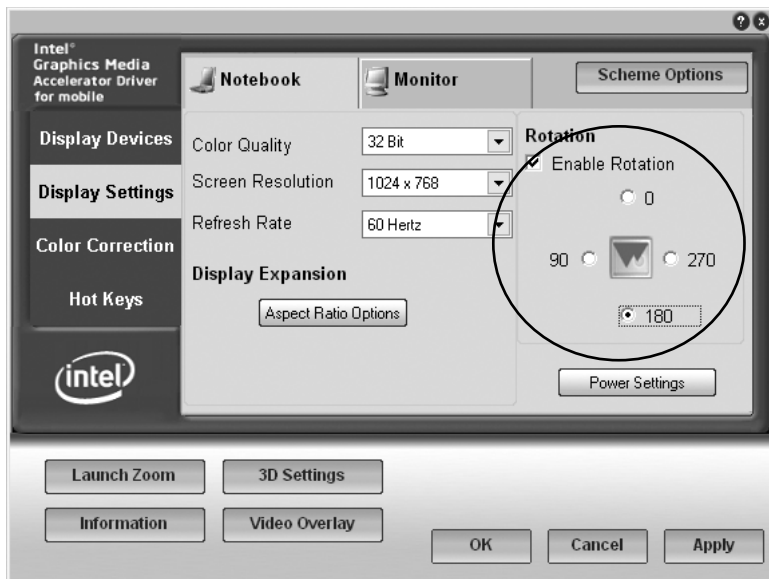 Intel®
Graphics Media
Accelerator Driver
for mobile
Notebook
Monitor
Scheme Options
Display Devices
Display Settings
Color Correction
Hot Keys
Color Quality
32 Bit
Screen Resolution
1024 x 768
Refresh Rate
60 Hertz
Display Expansion
Aspect Ratio Options
Rotation
Enable Rotation
0
90
270
180
intel
Power Settings
Launch Zoom
3D Settings
Information
Video Overlay
OK
Cancel
Apply